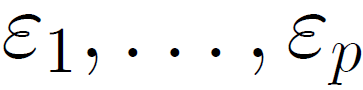 ε₁, . . . , εₚ